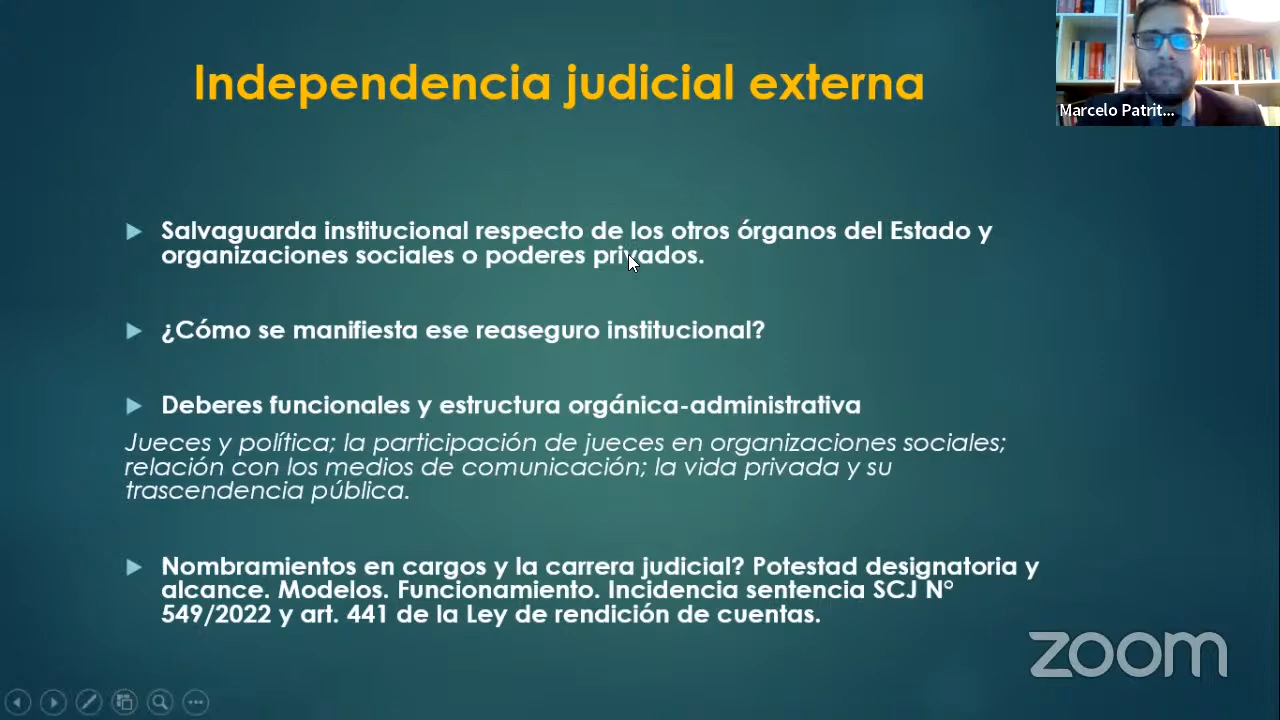 Independencia judicial externa
Marcelo Patrit...
Salvaguarda institucional respecto de los otros órganos del Estado y
organizaciones sociales o poderes privados.
¿Cómo se manifiesta ese reaseguro institucional?
Deberes funcionales y estructura orgánica-administrativa
Jueces y política; la participación de jueces en organizaciones sociales;
relación con los medios de comunicación; la vida privada y su
trascendencia pública.
Nombramientos en cargos y la carrera judicial? Potestad designatoria y
alcance. Modelos. Funcionamiento. Incidencia sentencia SCJ N°
549/2022 y art. 441 de la Ley de rendición de cuentas.
zoom